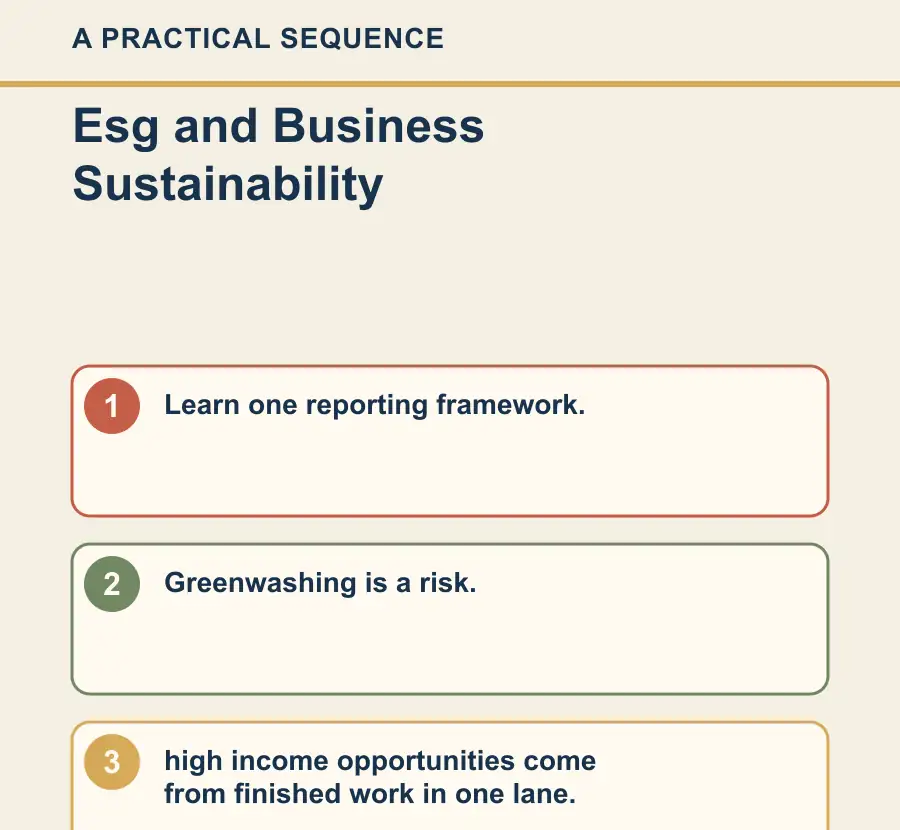 A PRACTICAL SEQUENCE
Esg and Business
Sustainability
1
Learn one reporting framework.
2
Greenwashing is a risk.
3
high income opportunities come
from finished work in one lane.